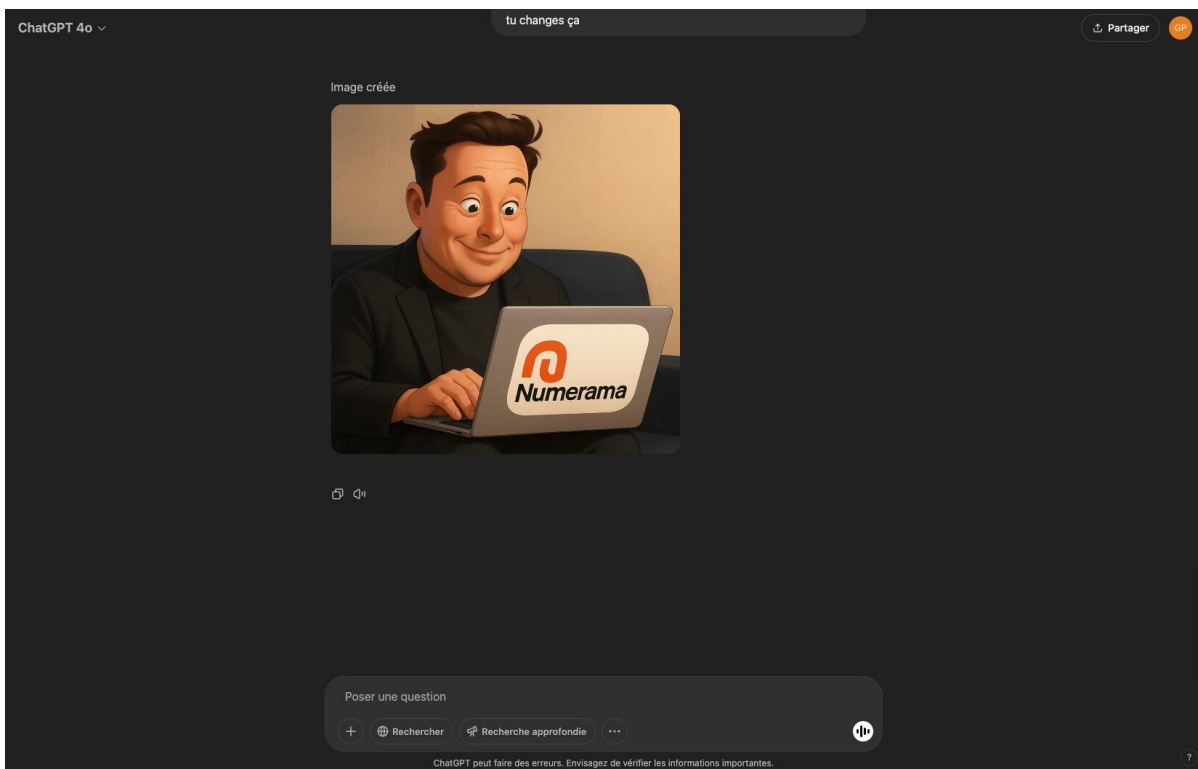 ChatGPT 4o
tu changes ça
Partager
GP
Image créée
Numerama
Poser une question
Rechercher
Recherche approfondie
ChatGPT peut faire des erreurs. Envisagez de vérifier les informations importantes.
?